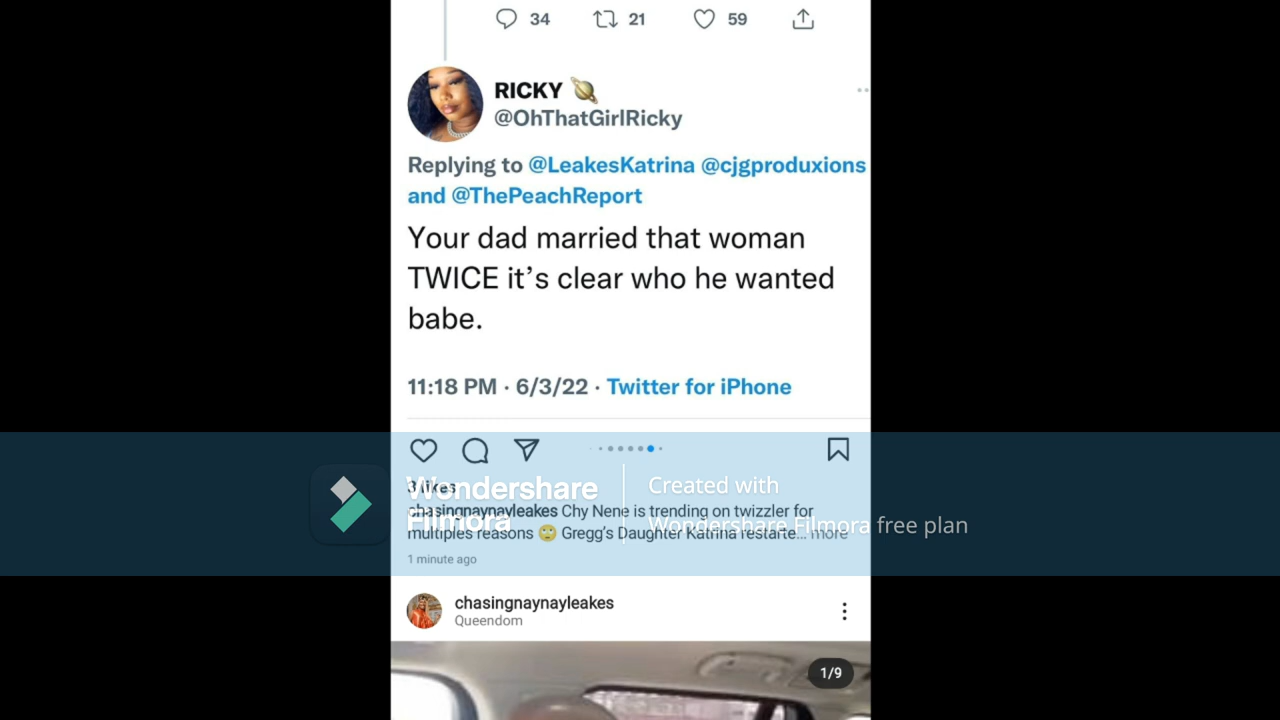 34 21 59
RICKY 🪐
@OhThatGirlRicky
Replying to @LeakesKatrina @cjgproduxions
and @ThePeachReport
Your dad married that woman
TWICE it’s clear who he wanted
babe.
11:18 PM · 6/3/22 · Twitter for iPhone
3 likes
Wondershare
Filmora
Created with
Wondershare Filmora free plan
chasingnaynayleakes Chy Nene is trending on twizzler for
multiples reasons 🙄 Gregg's Daughter Katrina restarte... more
1 minute ago
chasingnaynayleakes
Queendom
1/9